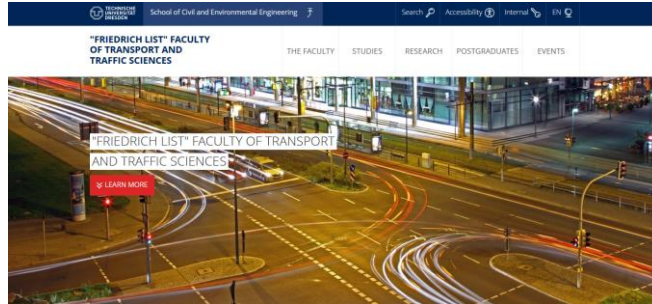 TECHNISCHE
UNIVERSITÄT
DRESDEN
School of Civil and Environmental Engineering
Search
Accessibility
Internal
EN
"FRIEDRICH LIST" FACULTY
OF TRANSPORT AND
TRAFFIC SCIENCES
THE FACULTY
STUDIES
RESEARCH
POSTGRADUATES
EVENTS
"FRIEDRICH LIST" FACULTY OF TRANSPORT
AND TRAFFIC SCIENCES
LEARN MORE